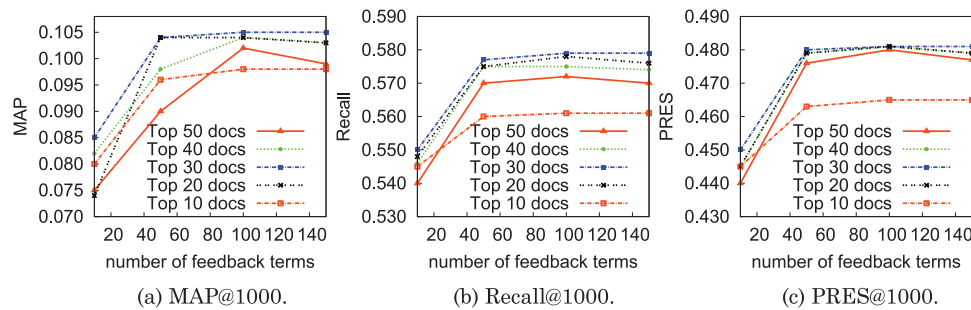 MAP
0.105
0.100
0.095
0.090
0.085
0.080
0.075
0.070
Top 50 docs
Top 40 docs
Top 30 docs
Top 20 docs
Top 10 docs
20 40 60 80 100 120 140
number of feedback terms
(a) MAP@1000.
Recall
0.590
0.580
0.570
0.560
0.550
0.540
0.530
Top 50 docs
Top 40 docs
Top 30 docs
Top 20 docs
Top 10 docs
20 40 60 80 100 120 140
number of feedback terms
(b) Recall@1000.
PRES
0.490
0.480
0.470
0.460
0.450
0.440
0.430
Top 50 docs
Top 40 docs
Top 30 docs
Top 20 docs
Top 10 docs
20 40 60 80 100 120 140
number of feedback terms
(c) PRES@1000.